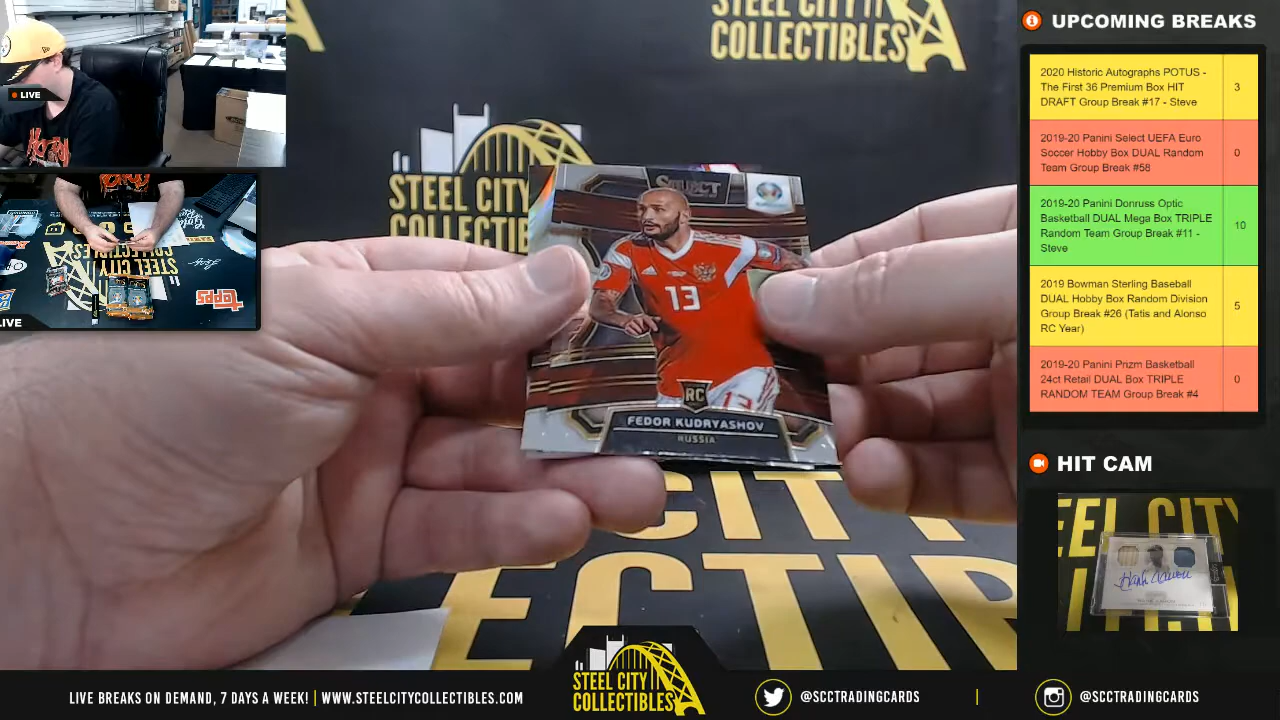 LIVE
LIVE
STEEL CITY
COLLECTIBLES
STEEL CITY
COLLECTIBLES
SELECT
13
13
RC
FEDOR KUDRYASHOV
RUSSIA
topps
UPCOMING BREAKS
2020 Historic Autographs POTUS -
The First 36 Premium Box HIT
DRAFT Group Break #17 - Steve
3
2019-20 Panini Select UEFA Euro
Soccer Hobby Box DUAL Random
Team Group Break #58
0
2019-20 Panini Donruss Optic
Basketball DUAL Mega Box TRIPLE
Random Team Group Break #11 -
Steve
10
2019 Bowman Sterling Baseball
DUAL Hobby Box Random Division
Group Break #26 (Tatis and Alonso
RC Year)
5
2019-20 Panini Prizm Basketball
24ct Retail DUAL Box TRIPLE
RANDOM TEAM Group Break #4
0
HIT CAM
LIVE BREAKS ON DEMAND, 7 DAYS A WEEK! | WWW.STEELCITYCOLLECTIBLES.COM
STEEL CITY
COLLECTIBLES
@SCCTRADINGCARDS
|
@SCCTRADINGCARDS